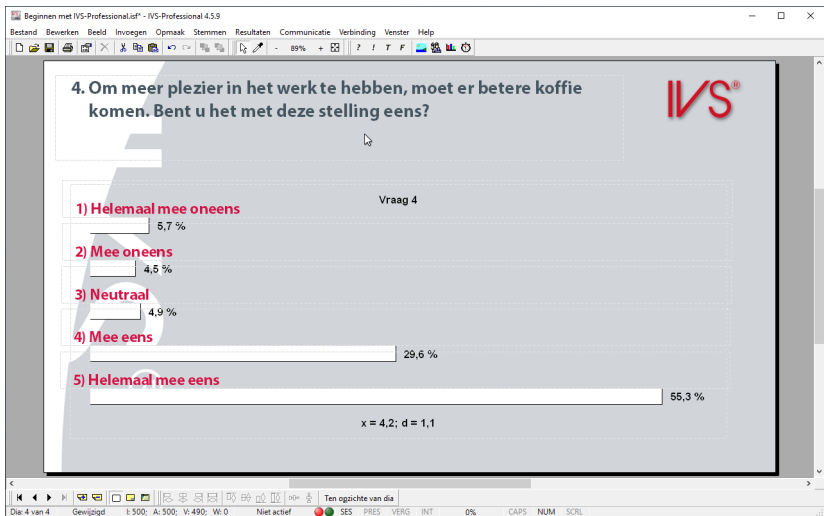 Beginnen met IVS-Professional.isf* - IVS-Professional 4.5.9
Bestand Bewerken Beeld Invoegen Opmaak Stemmen Resultaten Communicatie Verbinding Venster Help
- 89% + ? ! T F
4. Om meer plezier in het werk te hebben, moet er betere koffie
komen. Bent u het met deze stelling eens?
IVS®
Vraag 4
1) Helemaal mee oneens
5,7 %
2) Mee oneens
4,5 %
3) Neutraal
4,9 %
4) Mee eens
29,6 %
5) Helemaal mee eens
55,3 %
x = 4,2; d = 1,1
Ten opzichte van dia
Dia: 4 van 4 Gewijzigd I: 500; A: 500; V: 490; W: 0 Niet actief SES PRES VERG INT 0% CAPS NUM SCRL